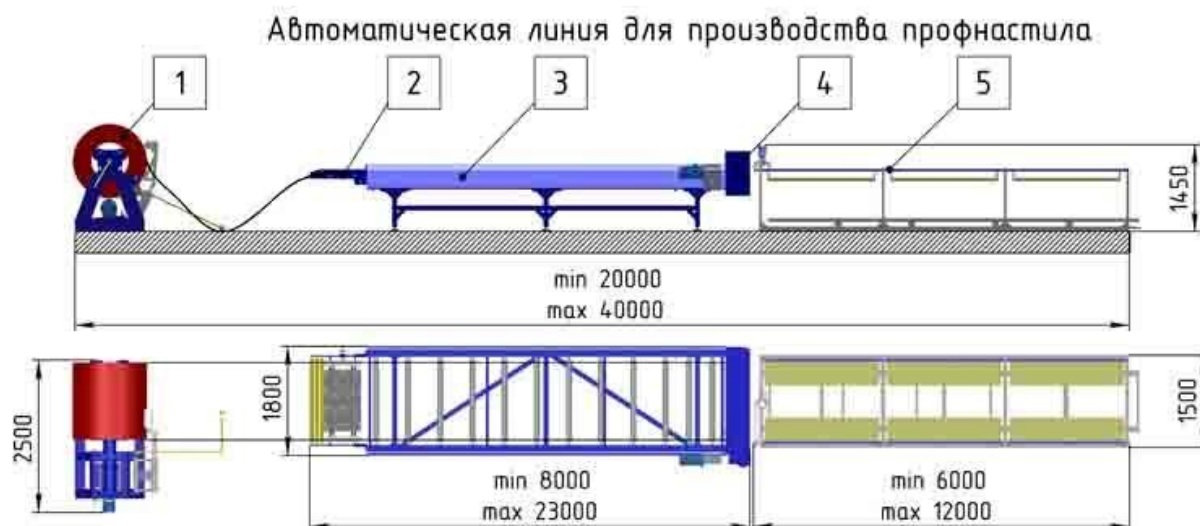 Автоматическая линия для производства профнастила
1
2
3
4
5
1450
min 20000
max 40000
2500
1800
1500
min 8000
max 23000
min 6000
max 12000